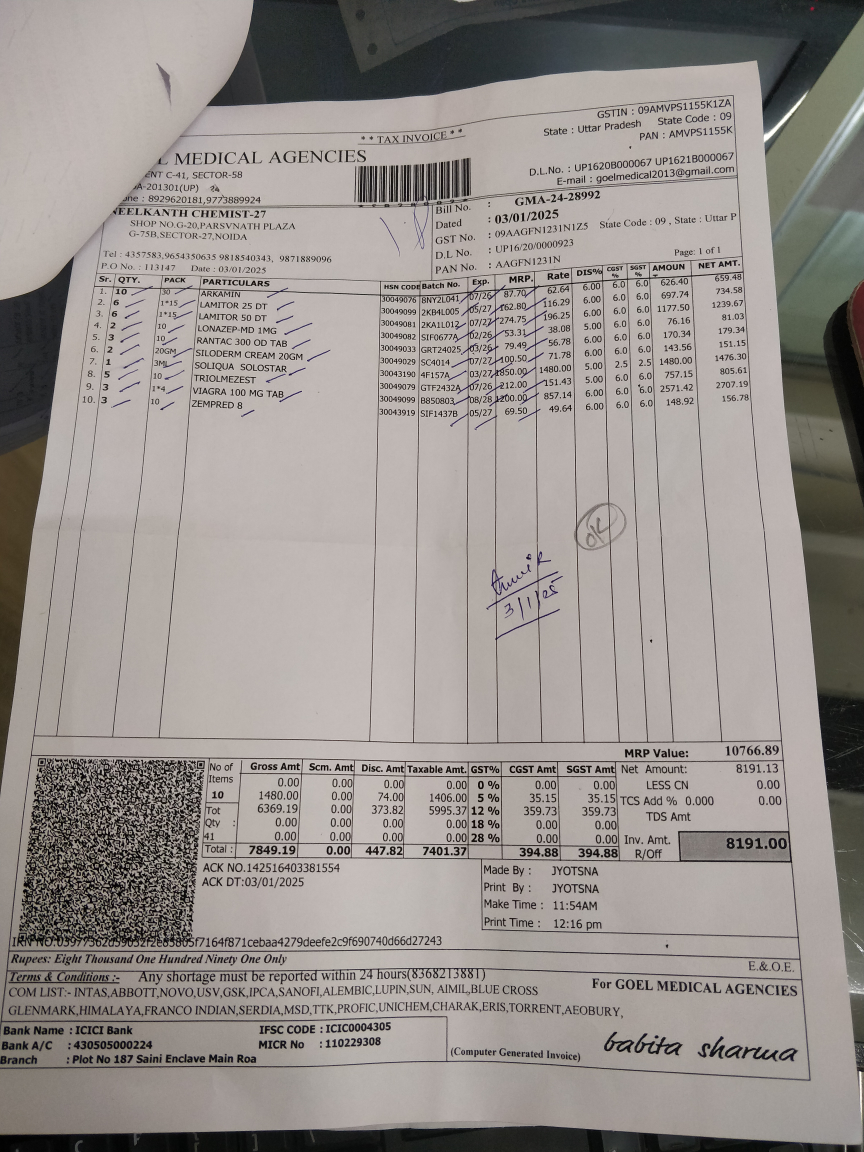 ** TAX INVOICE **
GSTIN : 09AMVPS1155K1ZA
State : Uttar Pradesh State Code : 09
PAN : AMVPS1155K
L MEDICAL AGENCIES
ENT C-41, SECTOR-58
A-201301(UP)
one : 8929620181,9773889924
D.L.No. : UP1620B000067 UP1621B000067
E-mail : goelmedical2013@gmail.com
NEELKANTH CHEMIST-27
SHOP NO.G-20,PARSVNATH PLAZA
G-75B,SECTOR-27,NOIDA
Tel : 4357583,9654350635 9818540343, 9871889096
P.O No. : 113147 Date : 03/01/2025
Bill No. : GMA-24-28992
Dated : 03/01/2025
GST No. : 09AAGFN1231N1Z5 State Code : 09 , State : Uttar P
D.L. No. : UP16/20/0000923
PAN No. : AAGFN1231N
Page: 1 of 1
Sr. QTY. PACK PARTICULARS HSN CODE Batch No. Exp. MRP. Rate DIS% CGST % SGST % AMOUN NET AMT.
1. 10 30 ARKAMIN 30049076 8NY2L041 07/26 87.70 62.64 6.00 6.0 6.0 626.40 659.48
2. 6 1*15 LAMITOR 25 DT 30049099 2KB4L005 05/27 162.80 116.29 6.00 6.0 6.0 697.74 734.58
3. 6 1*15 LAMITOR 50 DT 30049081 2KA1L012 07/27 274.75 196.25 6.00 6.0 6.0 1177.50 1239.67
4. 2 10 LONAZEP-MD 1MG 30049082 SIF0677A 02/26 53.31 38.08 5.00 6.0 6.0 76.16 81.03
5. 3 10 RANTAC 300 OD TAB 30049033 GRT24025 03/26 79.49 56.78 6.00 6.0 6.0 170.34 179.34
6. 2 20GM SILODERM CREAM 20GM 30049029 SC4014 07/27 100.50 71.78 6.00 6.0 6.0 143.56 151.15
7. 1 3ML SOLIQUA SOLOSTAR 30043190 4F157A 03/27 1850.00 1480.00 5.00 2.5 2.5 1480.00 1476.30
8. 5 10 TRIOLMEZEST 30049079 GTF2432A 07/26 212.00 151.43 5.00 6.0 6.0 757.15 805.61
9. 3 1*4 VIAGRA 100 MG TAB 30049099 B850803 08/28 1200.00 857.14 6.00 6.0 6.0 2571.42 2707.19
10. 3 10 ZEMPRED 8 30043919 SIF1437B 05/27 69.50 49.64 6.00 6.0 6.0 148.92 156.78
OK
3/1/25
MRP Value: 10766.89
No of Items 10 Tot Qty : 41
Gross Amt Scm. Amt Disc. Amt Taxable Amt. GST% CGST Amt SGST Amt
0.00 0.00 0.00 0.00 0 % 0.00 0.00
1480.00 0.00 74.00 1406.00 5 % 35.15 35.15
6369.19 0.00 373.82 5995.37 12 % 359.73 359.73
0.00 0.00 0.00 0.00 18 % 0.00 0.00
0.00 0.00 0.00 0.00 28 % 0.00 0.00
Total : 7849.19 0.00 447.82 7401.37 394.88 394.88
Net Amount: 8191.13
LESS CN 0.00
TCS Add % 0.000 0.00
TDS Amt
Inv. Amt. R/Off 8191.00
ACK NO.142516403381554
ACK DT:03/01/2025
Made By : JYOTSNA
Print By : JYOTSNA
Make Time : 11:54AM
Print Time : 12:16 pm
Rupees: Eight Thousand One Hundred Ninety One Only
E.&.O.E.
Terms & Conditions :- Any shortage must be reported within 24 hours(8368213881)
COM LIST:- INTAS,ABBOTT,NOVO,USV,GSK,IPCA,SANOFI,ALEMBIC,LUPIN,SUN, AIMIL,BLUE CROSS
GLENMARK,HIMALAYA,FRANCO INDIAN,SERDIA,MSD,TTK,PROFIC,UNICHEM,CHARAK,ERIS,TORRENT,AEOBURY,
For GOEL MEDICAL AGENCIES
Bank Name : ICICI Bank IFSC CODE : ICIC0004305
Bank A/C : 430505000224 MICR No : 110229308
Branch : Plot No 187 Saini Enclave Main Roa
(Computer Generated Invoice)
babita sharma